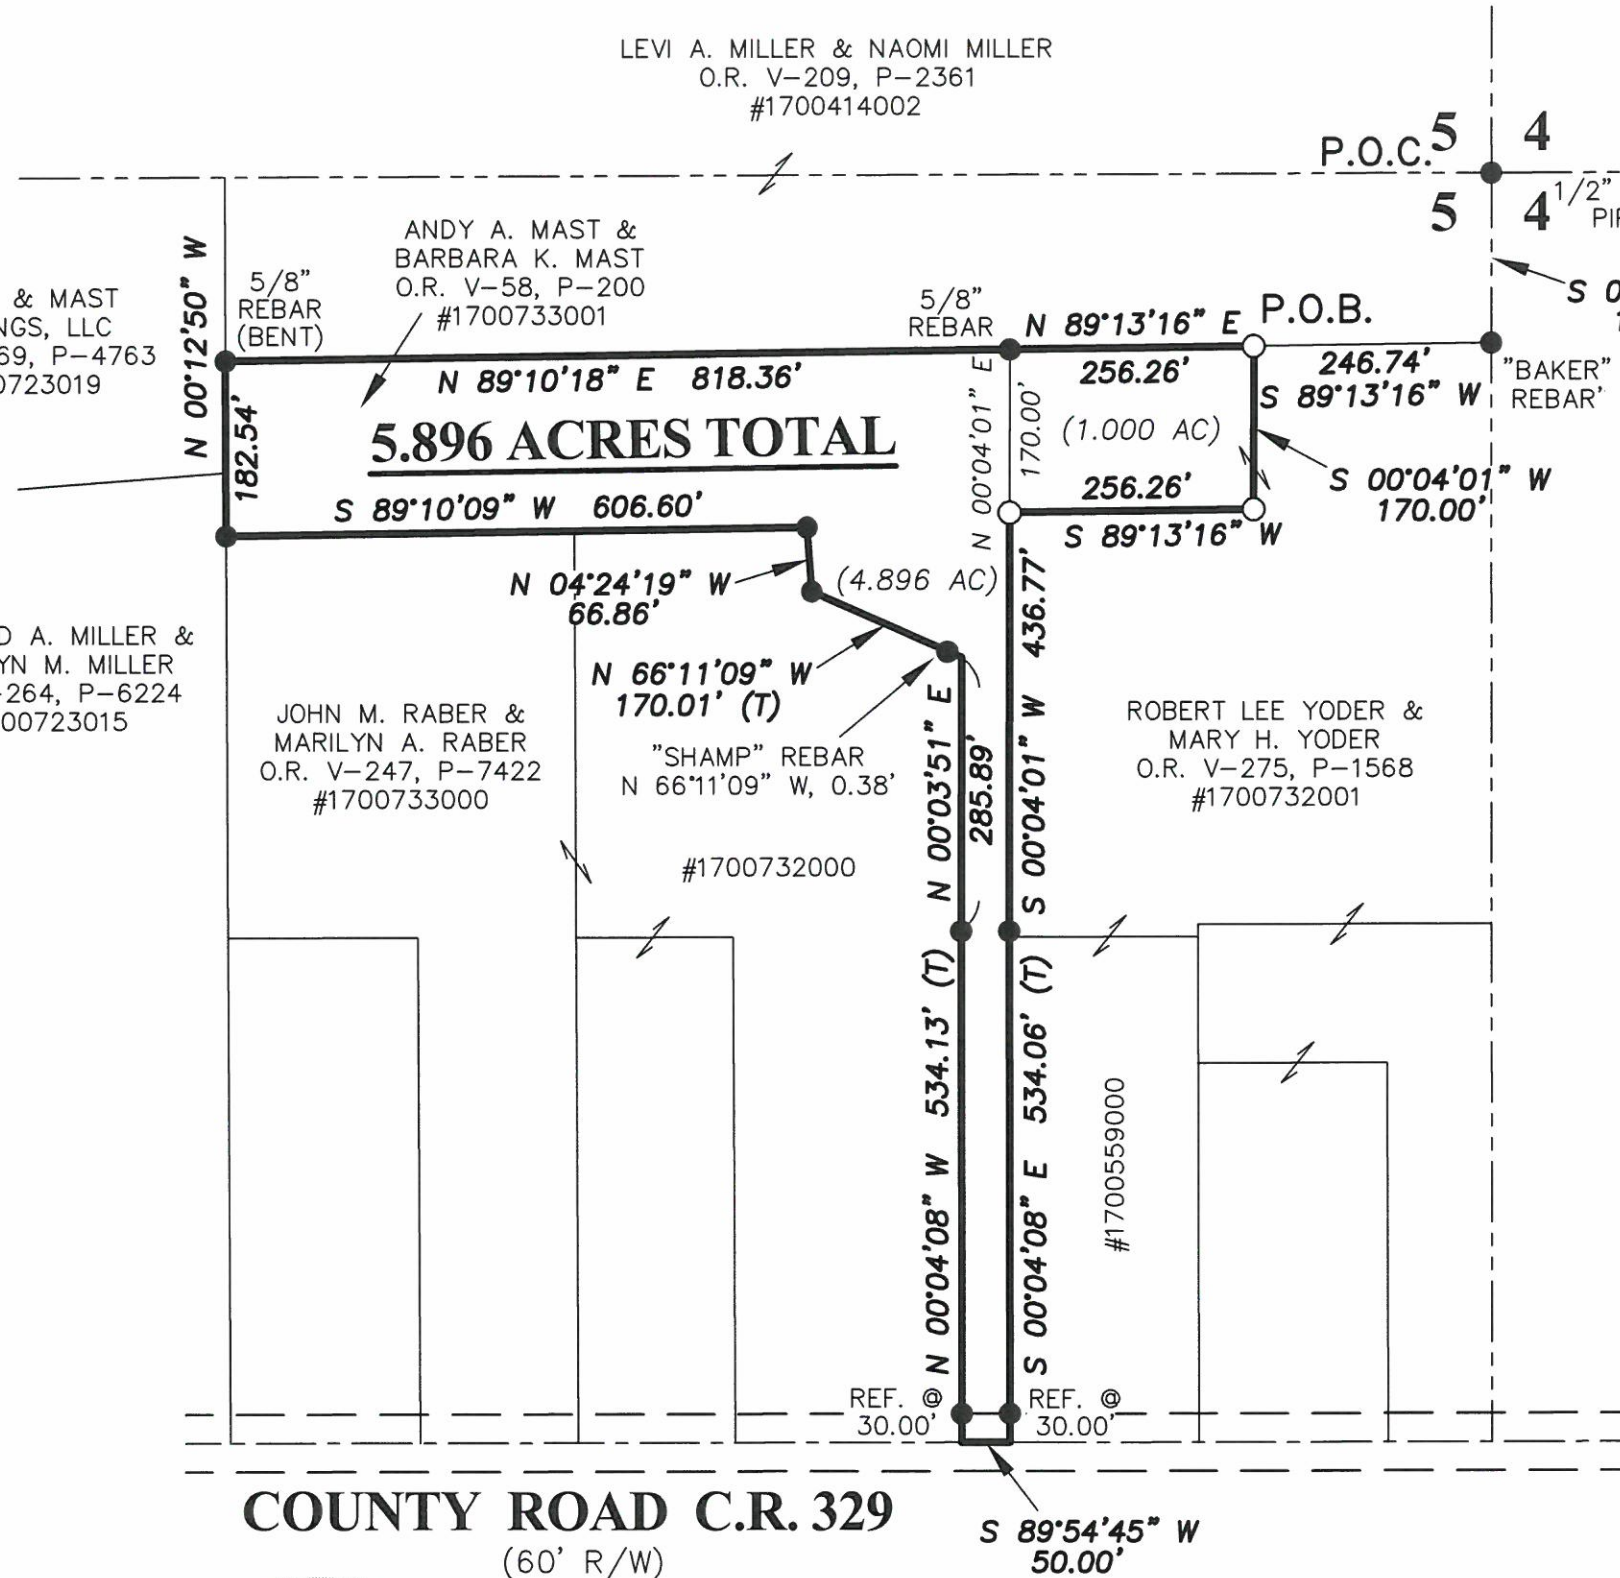 LEVI A. MILLER & NAOMI MILLER
O.R. V-209, P-2361
#1700414002
P.O.C.
5 4
5 4
1/2"
ANDY A. MAST &
BARBARA K. MAST
O.R. V-58, P-200
#1700733001
N 00°12'50" W
182.54'
5/8"
REBAR
(BENT)
& MAST
LLC
P-4763
5/8"
REBAR
N 89°13'16" E
256.26'
P.O.B.
246.74'
S 89°13'16" W
"BAKER"
REBAR'
S 0
N 89°10'18" E 818.36'
5.896 ACRES TOTAL
N 00°04'01" E
170.00'
(1.000 AC)
S 00°04'01" W
170.00'
256.26'
S 89°13'16" W
S 89°10'09" W 606.60'
N 04°24'19" W
66.86'
(4.896 AC)
N 66°11'09" W
170.01' (T)
"SHAMP" REBAR
N 66°11'09" W, 0.38'
A. MILLER &
M. MILLER
P-6224
JOHN M. RABER &
MARILYN A. RABER
O.R. V-247, P-7422
#1700733000
#1700732000
N 00°03'51" E
285.89'
S 00°04'01" W 436.77'
ROBERT LEE YODER &
MARY H. YODER
O.R. V-275, P-1568
#1700732001
N 00°04'08" W 534.13' (T)
S 00°04'08" E 534.06' (T)
#1700559000
REF. @
30.00'
REF. @
30.00'
COUNTY ROAD C.R. 329
(60' R/W)
S 89°54'45" W
50.00'